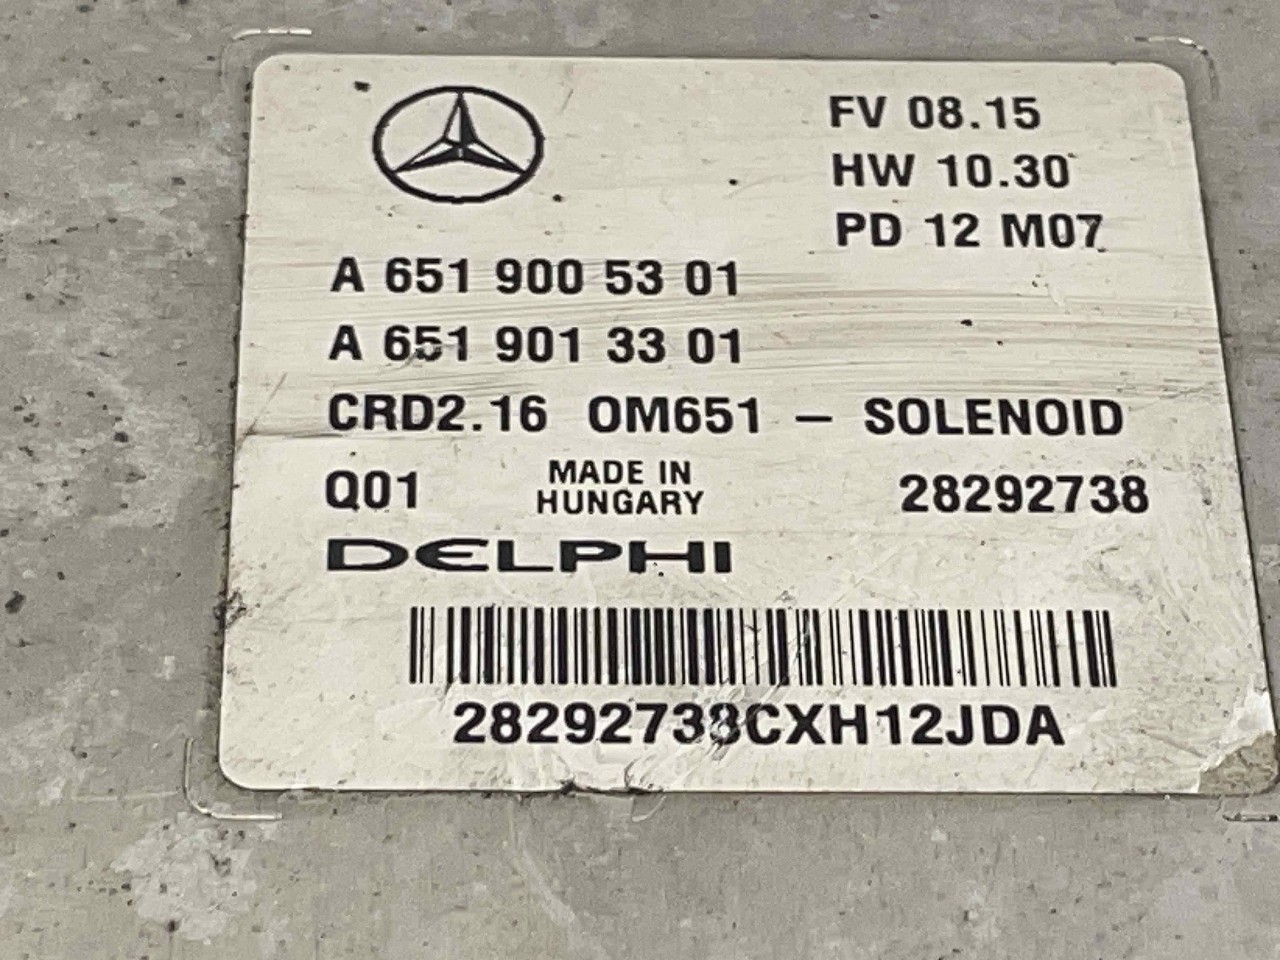 FV 08.15
HW 10.30
PD 12 M07
A 651 900 53 01
A 651 901 33 01
CRD2.16 OM651 – SOLENOID
Q01 MADE IN HUNGARY 28292738
DELPHI
28292738CXH12JDA